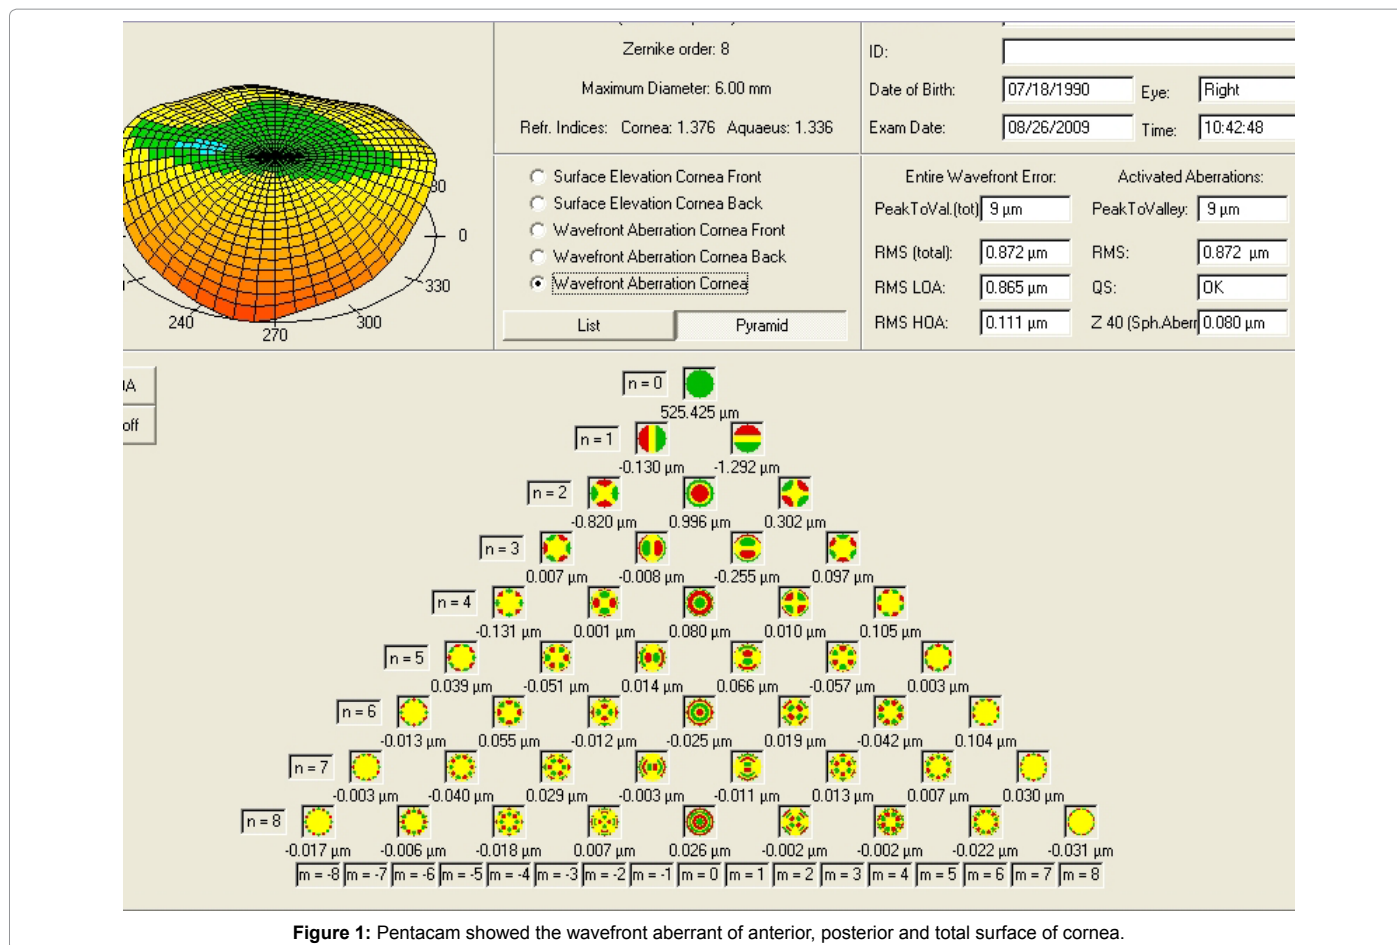 Zernike order: 8
Maximum Diameter: 6.00 mm
Refr. Indices: Cornea: 1.376 Aquaeus: 1.336
ID:
Date of Birth: 07/18/1990 Eye: Right
Exam Date: 08/26/2009 Time: 10:42:48
30
0
330
300
270
240
Surface Elevation Cornea Front
Surface Elevation Cornea Back
Wavefront Aberration Cornea Front
Wavefront Aberration Cornea Back
Wavefront Aberration Cornea
List Pyramid
Entire Wavefront Error: Activated Aberrations:
PeakToVal.(tot) 9 µm PeakToValley: 9 µm
RMS (total): 0.872 µm RMS: 0.872 µm
RMS LOA: 0.865 µm QS: OK
RMS HOA: 0.111 µm Z 40 (Sph.Aberr 0.080 µm
off
n = 0
525.425 µm
n = 1
-0.130 µm -1.292 µm
n = 2
-0.820 µm 0.996 µm 0.302 µm
n = 3
0.007 µm -0.008 µm -0.255 µm 0.097 µm
n = 4
-0.131 µm 0.001 µm 0.080 µm 0.010 µm 0.105 µm
n = 5
0.039 µm -0.051 µm 0.014 µm 0.066 µm -0.057 µm 0.003 µm
n = 6
-0.013 µm 0.055 µm -0.012 µm -0.025 µm 0.019 µm -0.042 µm 0.104 µm
n = 7
-0.003 µm -0.040 µm 0.029 µm -0.003 µm -0.011 µm 0.013 µm 0.007 µm 0.030 µm
n = 8
-0.017 µm -0.006 µm -0.018 µm 0.007 µm 0.026 µm -0.002 µm -0.002 µm -0.022 µm -0.031 µm
m = -8 m = -7 m = -6 m = -5 m = -4 m = -3 m = -2 m = -1 m = 0 m = 1 m = 2 m = 3 m = 4 m = 5 m = 6 m = 7 m = 8
Figure 1: Pentacam showed the wavefront aberrant of anterior, posterior and total surface of cornea.